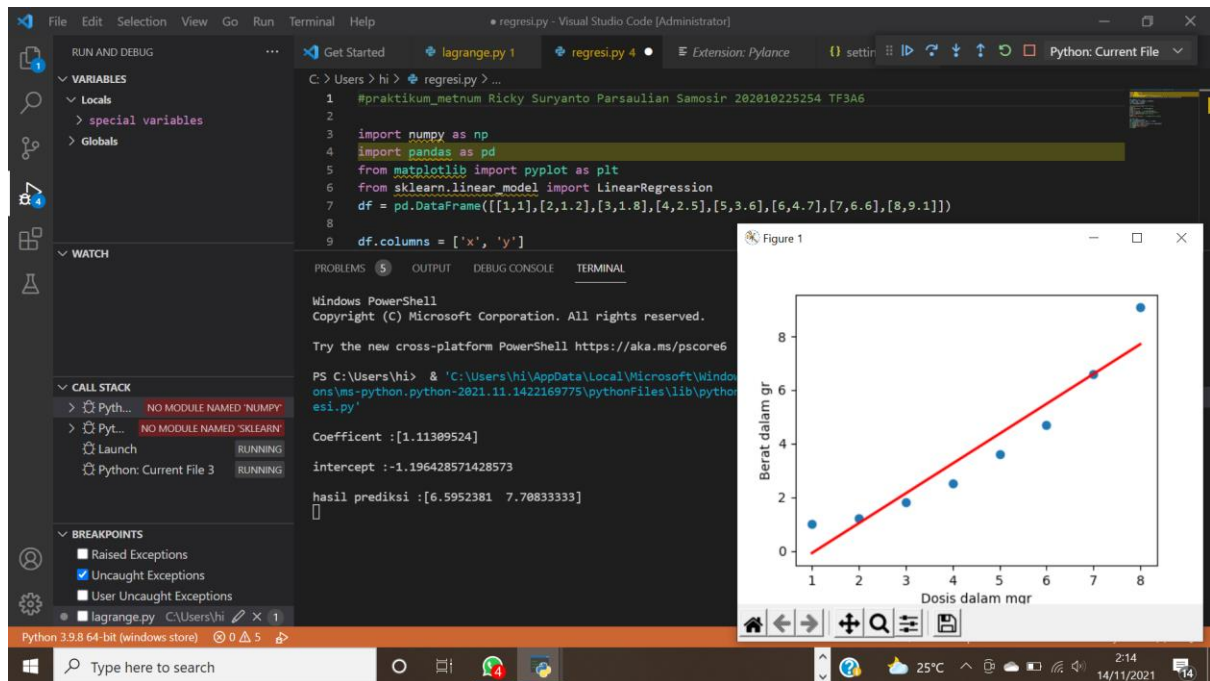 File Edit Selection View Go Run Terminal Help
● regresi.py - Visual Studio Code [Administrator]
RUN AND DEBUG ...
Get Started lagrange.py 1 regresi.py 4 ● Extension: Pylance settin Python: Current File
VARIABLES
Locals
> special variables
> Globals
WATCH
CALL STACK
> Pyth... NO MODULE NAMED 'NUMPY'
> Pyt... NO MODULE NAMED 'SKLEARN'
Launch RUNNING
Python: Current File 3 RUNNING
BREAKPOINTS
Raised Exceptions
Uncaught Exceptions
User Uncaught Exceptions
lagrange.py C:\Users\hi 1
C: > Users > hi > regresi.py > ...
1 #praktikum_metnum Ricky Suryanto Parsaulian Samosir 202010225254 TF3A6
2
3 import numpy as np
4 import pandas as pd
5 from matplotlib import pyplot as plt
6 from sklearn.linear_model import LinearRegression
7 df = pd.DataFrame([[1,1],[2,1.2],[3,1.8],[4,2.5],[5,3.6],[6,4.7],[7,6.6],[8,9.1]])
8
9 df.columns = ['x', 'y']
PROBLEMS 5 OUTPUT DEBUG CONSOLE TERMINAL
Windows PowerShell
Copyright (C) Microsoft Corporation. All rights reserved.
Try the new cross-platform PowerShell https://aka.ms/pscore6
PS C:\Users\hi> & 'C:\Users\hi\AppData\Local\Microsoft\Window
ons\ms-python.python-2021.11.1422169775\pythonFiles\lib\python
esi.py'
Coefficent :[1.11309524]
intercept :-1.196428571428573
hasil prediksi :[6.5952381 7.70833333]
Figure 1
8
6
4
2
0
Berat dalam gr
1 2 3 4 5 6 7 8
Dosis dalam mgr
Python 3.9.8 64-bit (windows store) 0 5
Type here to search
4
25°C
2:14
14/11/2021
14